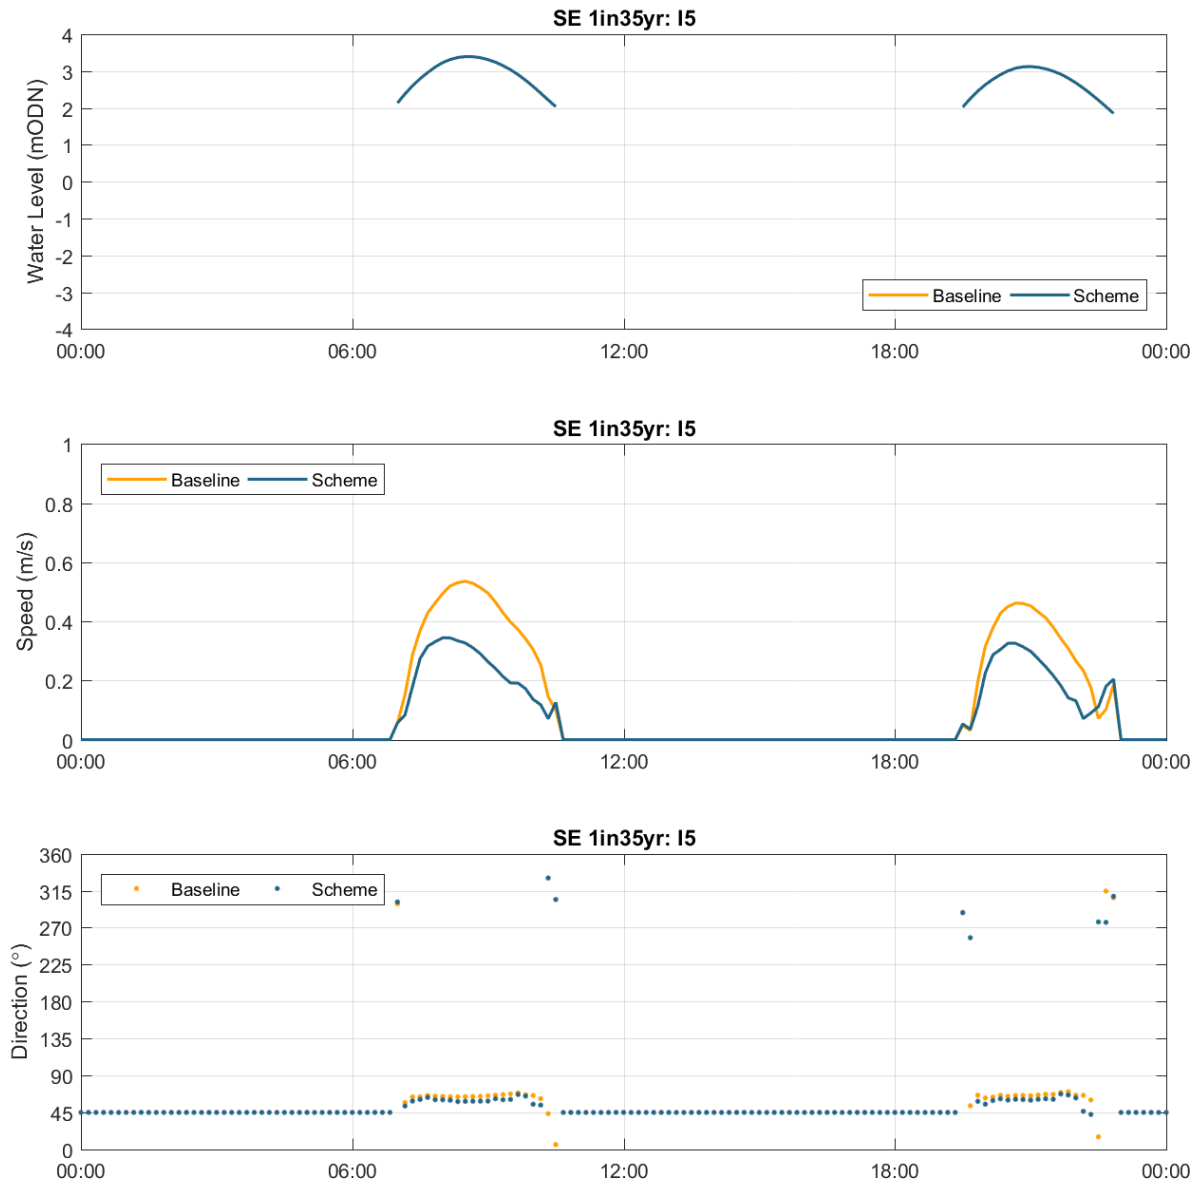 SE 1in35yr: I5
4
3
2
1
0
-1
-2
-3
-4
Water Level (mODN)
Baseline Scheme
00:00 06:00 12:00 18:00 00:00
SE 1in35yr: I5
1
0.8
0.6
0.4
0.2
0
Speed (m/s)
Baseline Scheme
00:00 06:00 12:00 18:00 00:00
SE 1in35yr: I5
360
315
270
225
180
135
90
45
0
Direction (°)
Baseline Scheme
00:00 06:00 12:00 18:00 00:00